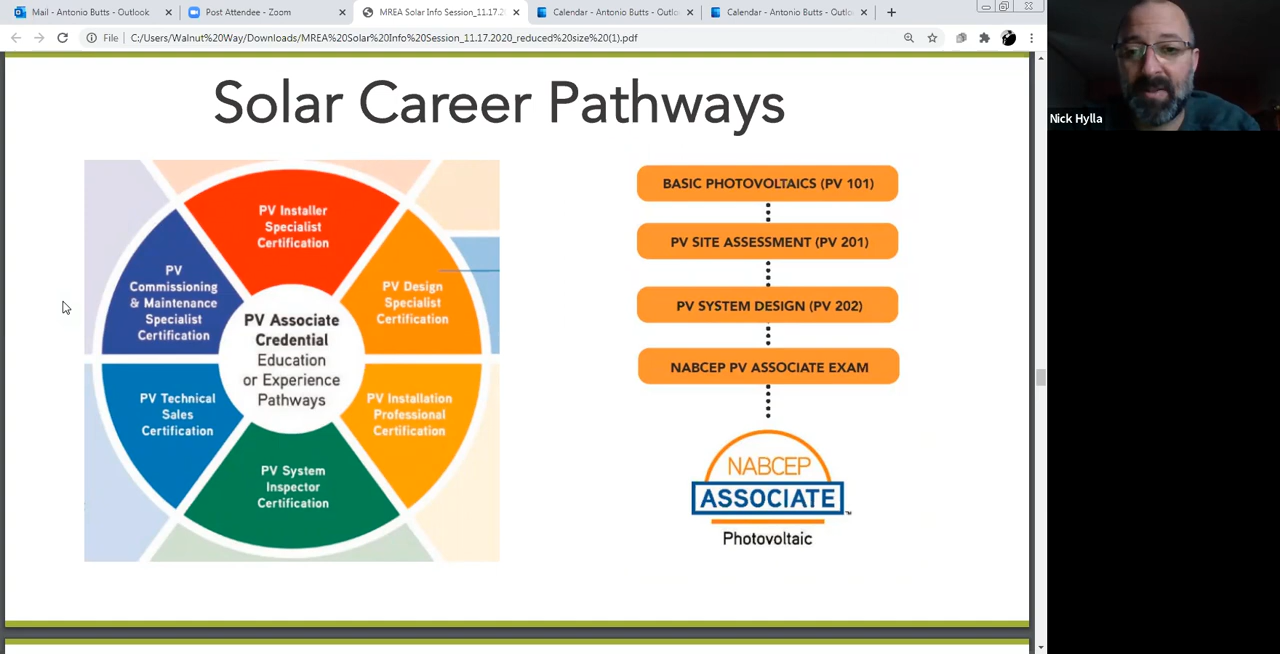 Mail - Antonio Butts - Outlook
Post Attendee - Zoom
MREA Solar Info Session_11.17.2
Calendar - Antonio Butts - Outlo
Calendar - Antonio Butts - Outlo
File | C:/Users/Walnut%20Way/Downloads/MREA%20Solar%20Info%20Session_11.17.2020_reduced%20size%20(1).pdf
Nick Hylla
Solar Career Pathways
PV Installer
Specialist
Certification
PV
Commissioning
& Maintenance
Specialist
Certification
PV Design
Specialist
Certification
PV Associate
Credential
Education
or Experience
Pathways
PV Technical
Sales
Certification
PV Installation
Professional
Certification
PV System
Inspector
Certification
BASIC PHOTOVOLTAICS (PV 101)
PV SITE ASSESSMENT (PV 201)
PV SYSTEM DESIGN (PV 202)
NABCEP PV ASSOCIATE EXAM
NABCEP
ASSOCIATE™
Photovoltaic